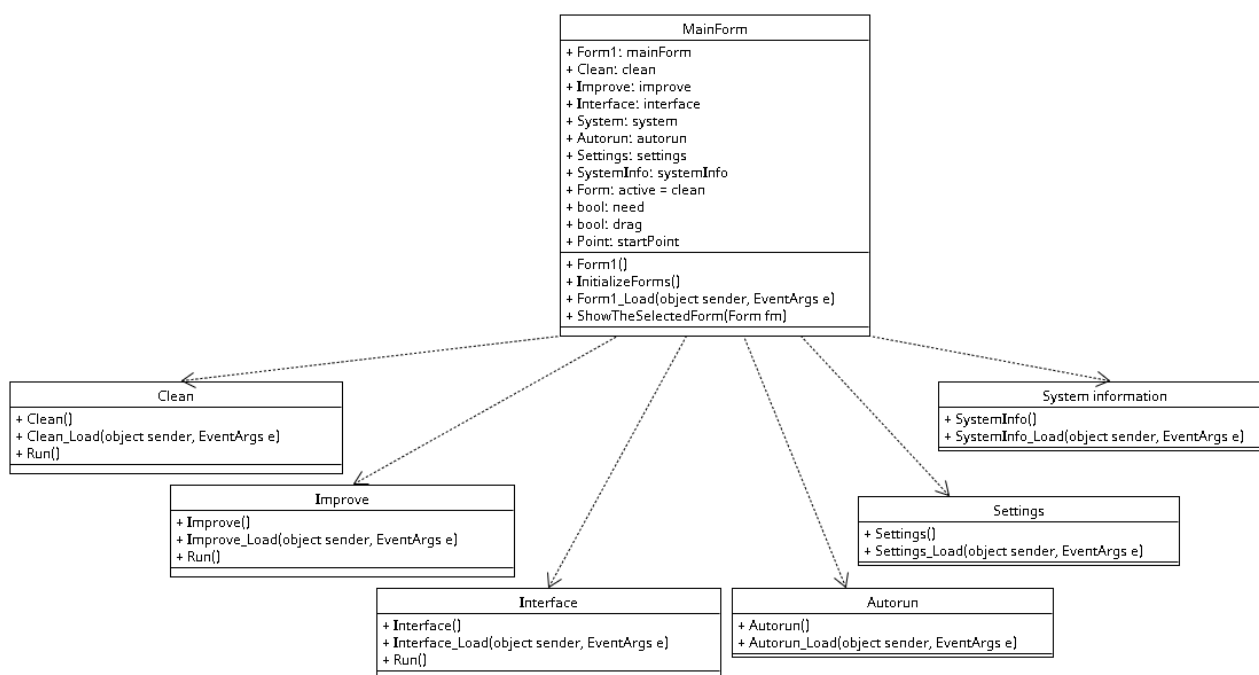 MainForm
+ Form1: mainForm
+ Clean: clean
+ Improve: improve
+ Interface: interface
+ System: system
+ Autorun: autorun
+ Settings: settings
+ SystemInfo: systemInfo
+ Form: active = clean
+ bool: need
+ bool: drag
+ Point: startPoint
+ Form1()
+ InitializeForms()
+ Form1_Load(object sender, EventArgs e)
+ ShowTheSelectedForm(Form fm)
Clean
+ Clean()
+ Clean_Load(object sender, EventArgs e)
+ Run()
System information
+ SystemInfo()
+ SystemInfo_Load(object sender, EventArgs e)
Improve
+ Improve()
+ Improve_Load(object sender, EventArgs e)
+ Run()
Settings
+ Settings()
+ Settings_Load(object sender, EventArgs e)
Interface
+ Interface()
+ Interface_Load(object sender, EventArgs e)
+ Run()
Autorun
+ Autorun()
+ Autorun_Load(object sender, EventArgs e)